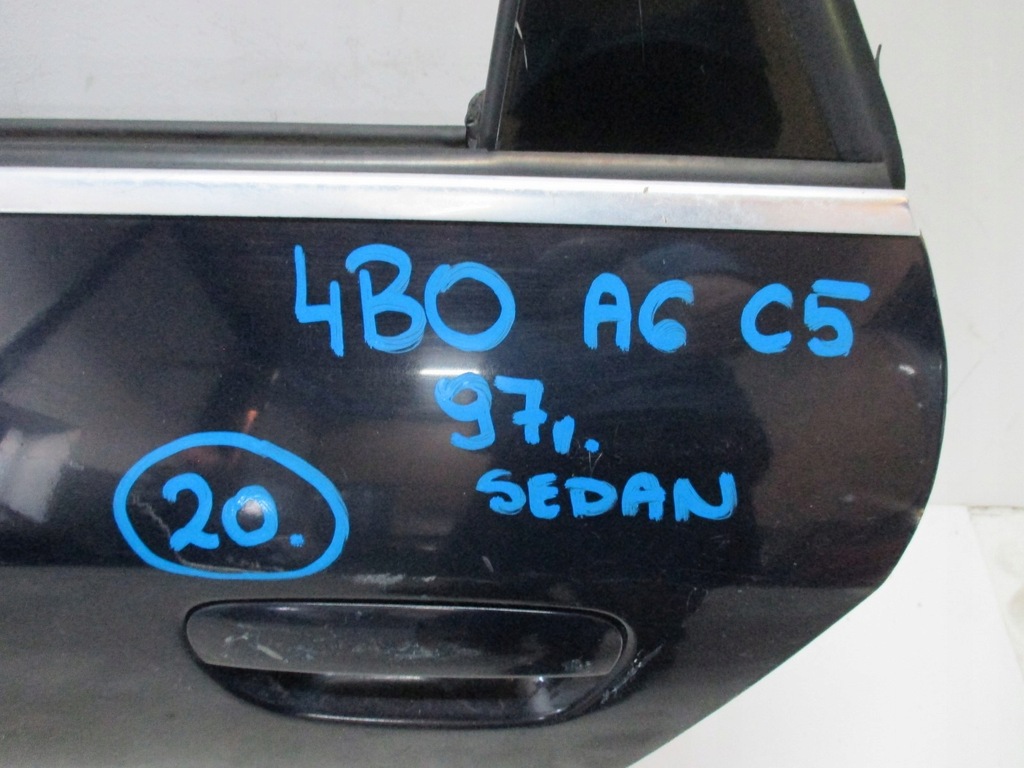 4B0 A6 C5
97r.
SEDAN
20.